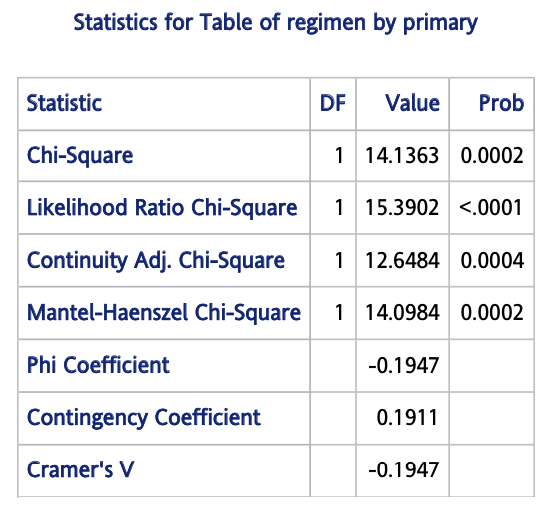 Statistics for Table of regimen by primary
Statistic DF Value Prob
Chi-Square 1 14.1363 0.0002
Likelihood Ratio Chi-Square 1 15.3902 <.0001
Continuity Adj. Chi-Square 1 12.6484 0.0004
Mantel-Haenszel Chi-Square 1 14.0984 0.0002
Phi Coefficient -0.1947
Contingency Coefficient 0.1911
Cramer's V -0.1947